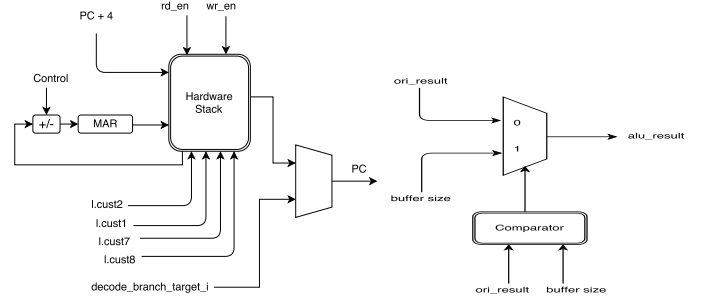 rd_en
wr_en
PC + 4
Control
+/-
MAR
Hardware
Stack
PC
l.cust2
l.cust1
l.cust7
l.cust8
decode_branch_target_i
ori_result
0
1
alu_result
buffer size
Comparator
ori_result
buffer size